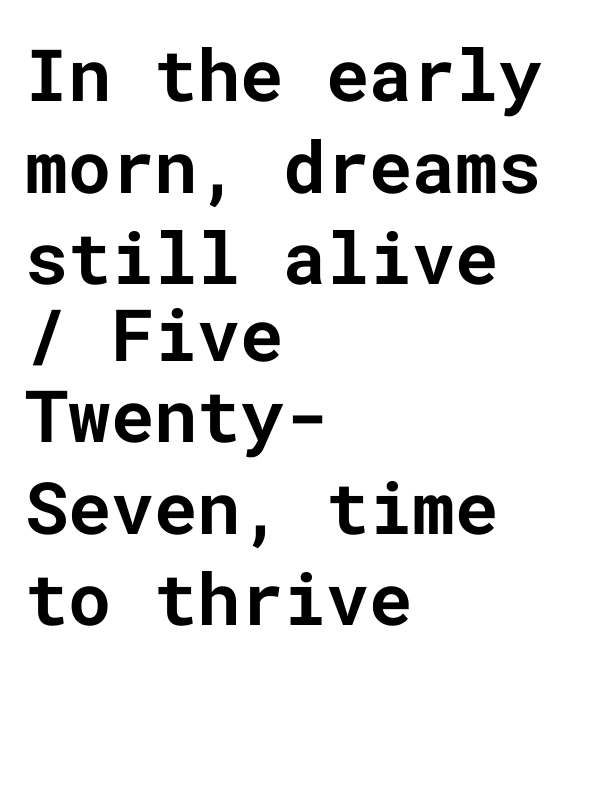 In the early
morn, dreams
still alive
/ Five
Twenty-
Seven, time
to thrive